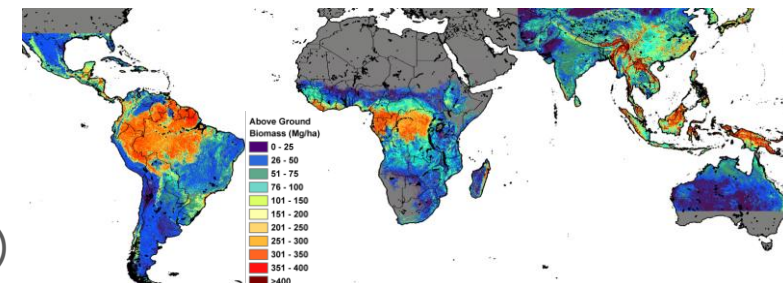 Above Ground
Biomass (Mg/ha)
0 - 25
26 - 50
51 - 75
76 - 100
101 - 150
151 - 200
201 - 250
251 - 300
301 - 350
351 - 400
>400
)